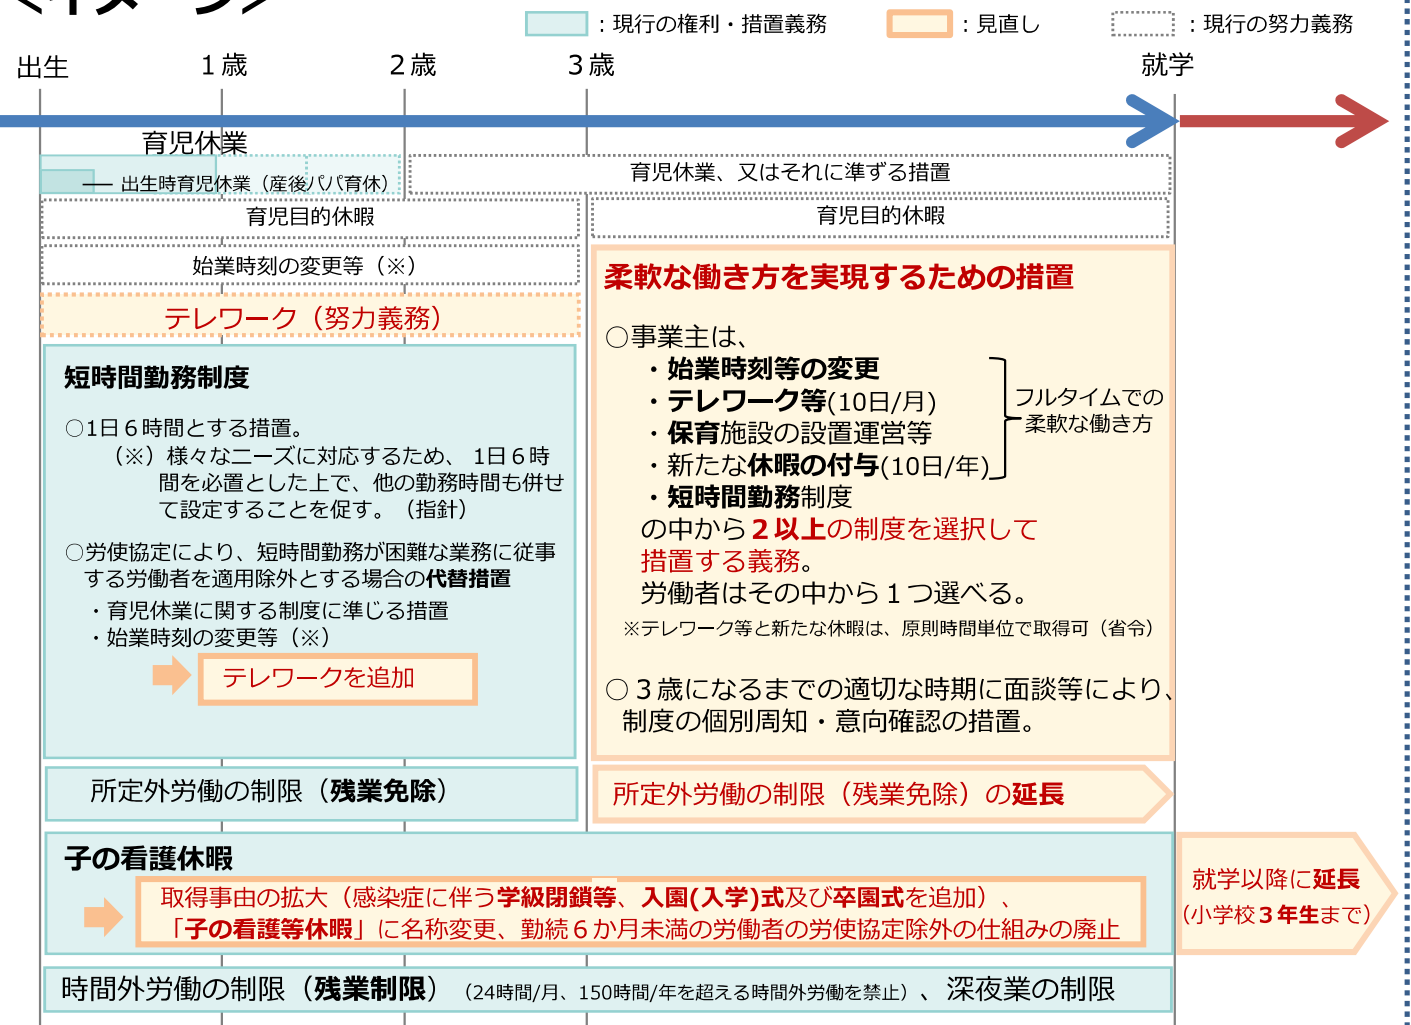 <イメージ>
：現行の権利・措置義務
：見直し
：現行の努力義務
出生
１歳
２歳
３歳
就学
育児休業
出生時育児休業（産後パパ育休）
育児休業、又はそれに準ずる措置
育児目的休暇
育児目的休暇
始業時刻の変更等（※）
テレワーク（努力義務）
短時間勤務制度
○1日６時間とする措置。
（※）様々なニーズに対応するため、 1日６時
間を必置とした上で、他の勤務時間も併せ
て設定することを促す。（指針）
○労使協定により、短時間勤務が困難な業務に従事
する労働者を適用除外とする場合の代替措置
・育児休業に関する制度に準じる措置
・始業時刻の変更等（※）
テレワークを追加
柔軟な働き方を実現するための措置
○事業主は、
・始業時刻等の変更
・テレワーク等(10日/月)
・保育施設の設置運営等
・新たな休暇の付与(10日/年)
・短時間勤務制度
フルタイムでの
柔軟な働き方
の中から２以上の制度を選択して
措置する義務。
労働者はその中から１つ選べる。
※テレワーク等と新たな休暇は、原則時間単位で取得可（省令）
○３歳になるまでの適切な時期に面談等により、
制度の個別周知・意向確認の措置。
所定外労働の制限（残業免除）
所定外労働の制限（残業免除）の延長
子の看護休暇
取得事由の拡大（感染症に伴う学級閉鎖等、入園(入学)式及び卒園式を追加）、
「子の看護等休暇」に名称変更、勤続６か月未満の労働者の労使協定除外の仕組みの廃止
就学以降に延長
（小学校３年生まで）
時間外労働の制限（残業制限）（24時間/月、150時間/年を超える時間外労働を禁止）、深夜業の制限